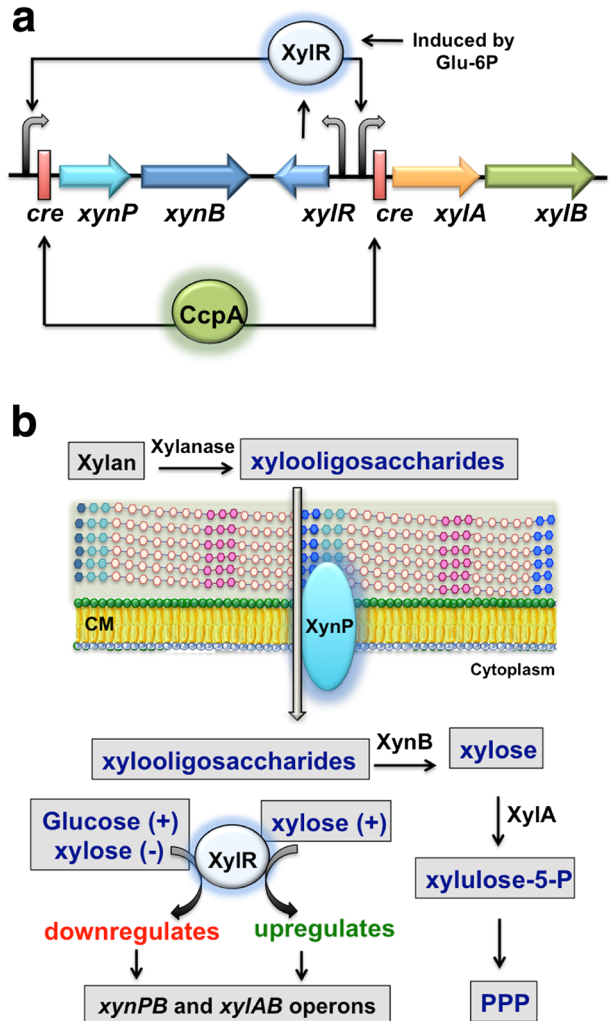 a
XylR
Induced by
Glu-6P
cre xynP xynB xylR cre xylA xylB
CcpA
b
Xylan
Xylanase
xylooligosaccharides
CM
XynP
Cytoplasm
xylooligosaccharides
XynB
xylose
Glucose (+)
xylose (-)
XylR
xylose (+)
XylA
xylulose-5-P
downregulates
upregulates
xynPB and xylAB operons
PPP